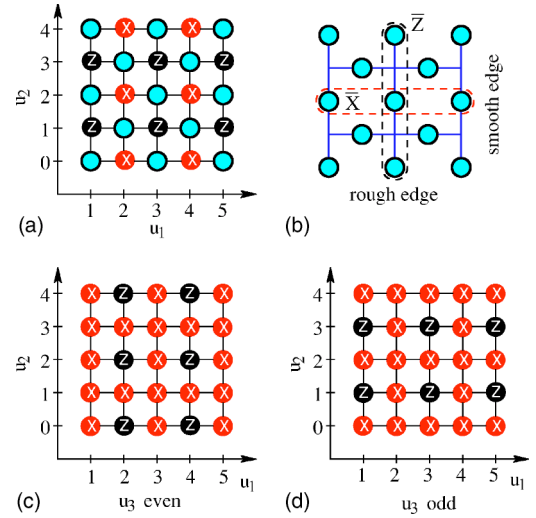 (a)
u₂
4 X X
3 Z Z Z
2 X X
1 Z Z Z
0 X X
1 2 3 4 5
u₁
(b)
Z̅
X̅
smooth edge
rough edge
u₂
4 X Z X Z X
3 X X X X X
2 X Z X Z X
1 X X X X X
0 X Z X Z X
1 2 3 4 5 u₁
(c) u₃ even
u₂
4 X X X X X
3 Z X Z X Z
2 X X X X X
1 Z X Z X Z
0 X X X X X
1 2 3 4 5 u₁
(d) u₃ odd